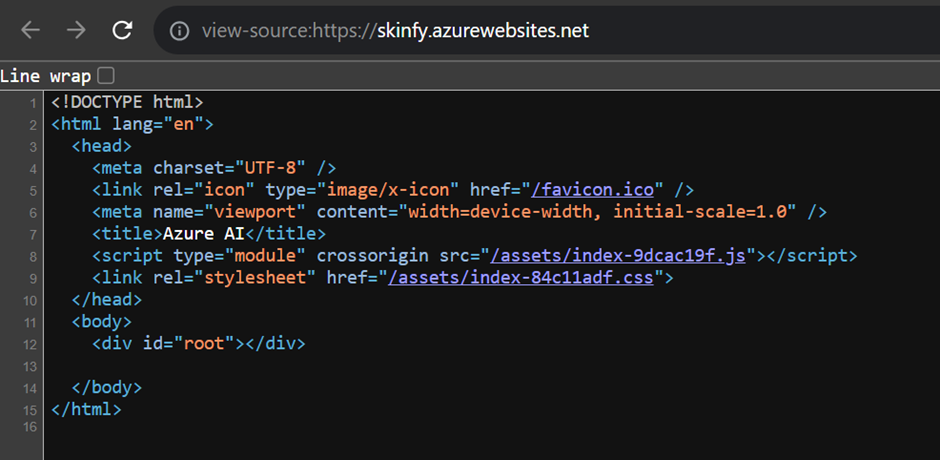 view-source:https://skinfy.azurewebsites.net
Line wrap
1 <!DOCTYPE html>
2 <html lang="en">
3 <head>
4 <meta charset="UTF-8" />
5 <link rel="icon" type="image/x-icon" href="/favicon.ico" />
6 <meta name="viewport" content="width=device-width, initial-scale=1.0" />
7 <title>Azure AI</title>
8 <script type="module" crossorigin src="/assets/index-9dcac19f.js"></script>
9 <link rel="stylesheet" href="/assets/index-84c11adf.css">
10 </head>
11 <body>
12 <div id="root"></div>
13
14 </body>
15 </html>
16